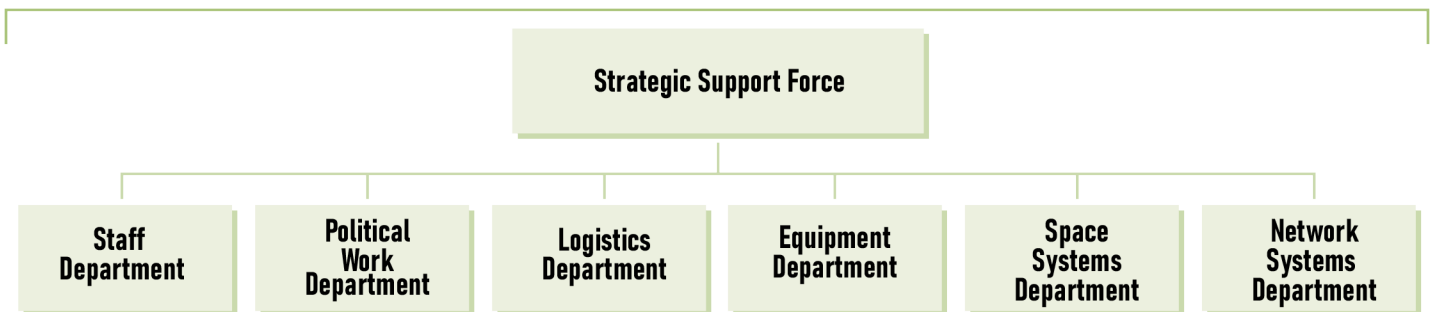 Strategic Support Force
Staff
Department
Political
Work
Department
Logistics
Department
Equipment
Department
Space
Systems
Department
Network
Systems
Department